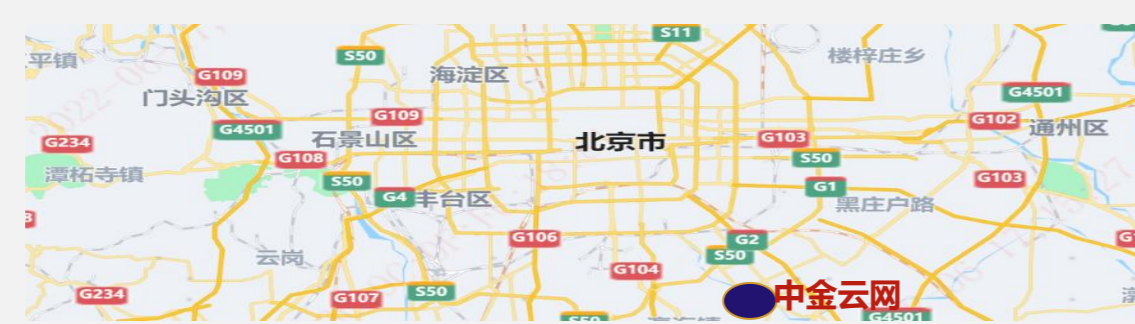 S11
平镇
S50
楼梓庄乡
G109
海淀区
门头沟区
G4501
G109
G102
通州区
G4501
石景山区
北京市
G103
G234
G108
S50
潭柘寺镇
S50
G4
丰台区
G1
G103
黑庄户路
G106
G2
云岗
S50
G104
G234
G107
S50
中金云网
G4501